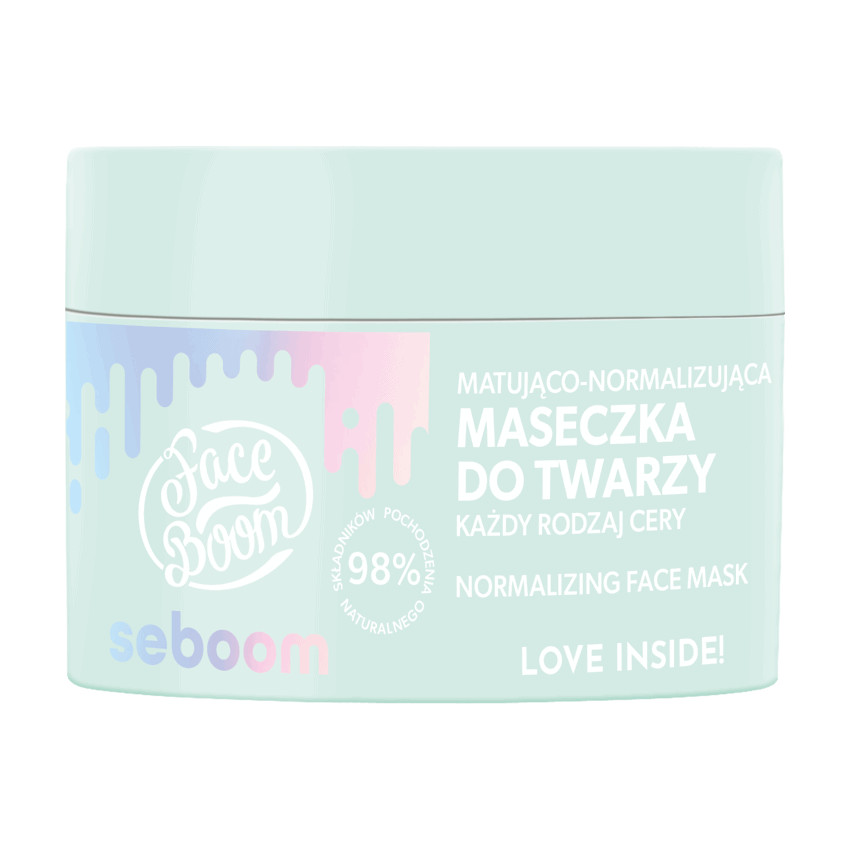 Face
Boom
seboom
SKŁADNIKÓW POCHODZENIA
98%
NATURALNEGO
MATUJĄCO-NORMALIZUJĄCA
MASECZKA
DO TWARZY
KAŻDY RODZAJ CERY
NORMALIZING FACE MASK
LOVE INSIDE!